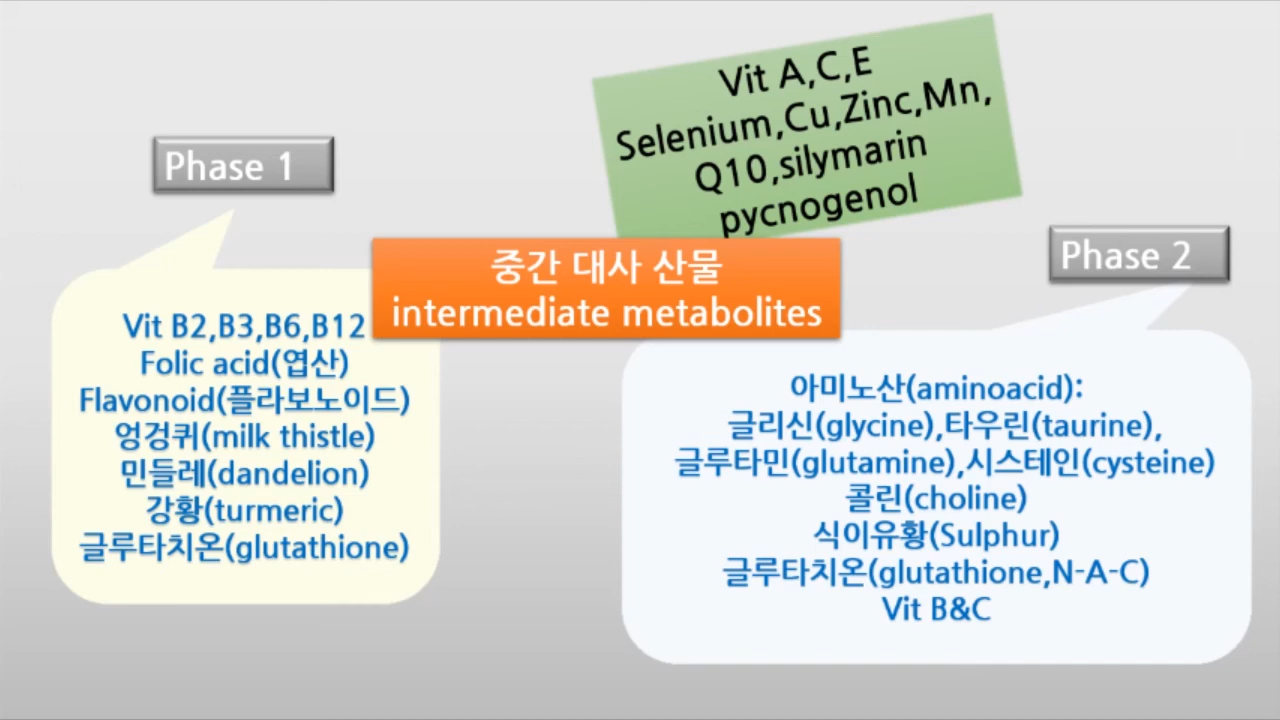 Vit A,C,E
Selenium,Cu,Zinc,Mn,
Q10,silymarin
pycnogenol
Phase 1
중간 대사 산물
intermediate metabolites
Phase 2
Vit B2,B3,B6,B12
Folic acid(엽산)
Flavonoid(플라보노이드)
엉겅퀴(milk thistle)
민들레(dandelion)
강황(turmeric)
글루타치온(glutathione)
아미노산(aminoacid):
글리신(glycine),타우린(taurine),
글루타민(glutamine),시스테인(cysteine)
콜린(choline)
식이유황(Sulphur)
글루타치온(glutathione,N-A-C)
Vit B&C